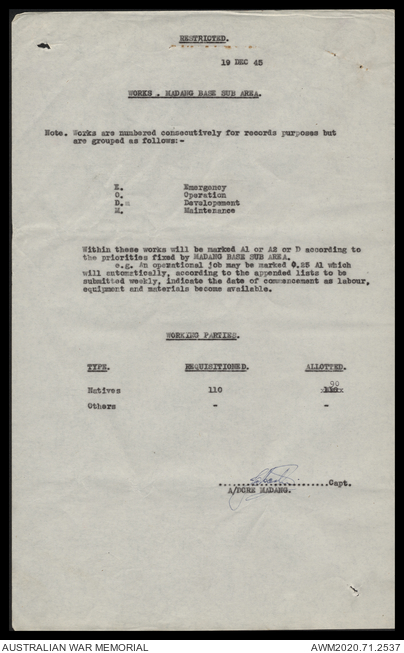 RESTRICTED.
19 DEC 45
WORKS . MADANG BASE SUB AREA.
Note. Works are numbered consecutively for records purposes but
are grouped as follows:-
E. Emergency
O. Operation
D. Developement
M. Maintenance
Within these works will be marked A1 or A2 or D according to
the priorities fixed by MADANG BASE SUB AREA.
e.g. An operational job may be marked O.25 A1 which
will automatically, according to the appended lists to be
submitted weekly, indicate the date of commencement as labour,
equipment and materials become available.
WORKING PARTIES.
TYPE. REQUISITIONED. ALLOTTED.
90
Natives 110
Others - -
Capt.
A/DCRE MADANG.
AUSTRALIAN WAR MEMORIAL AWM2020.71.2537